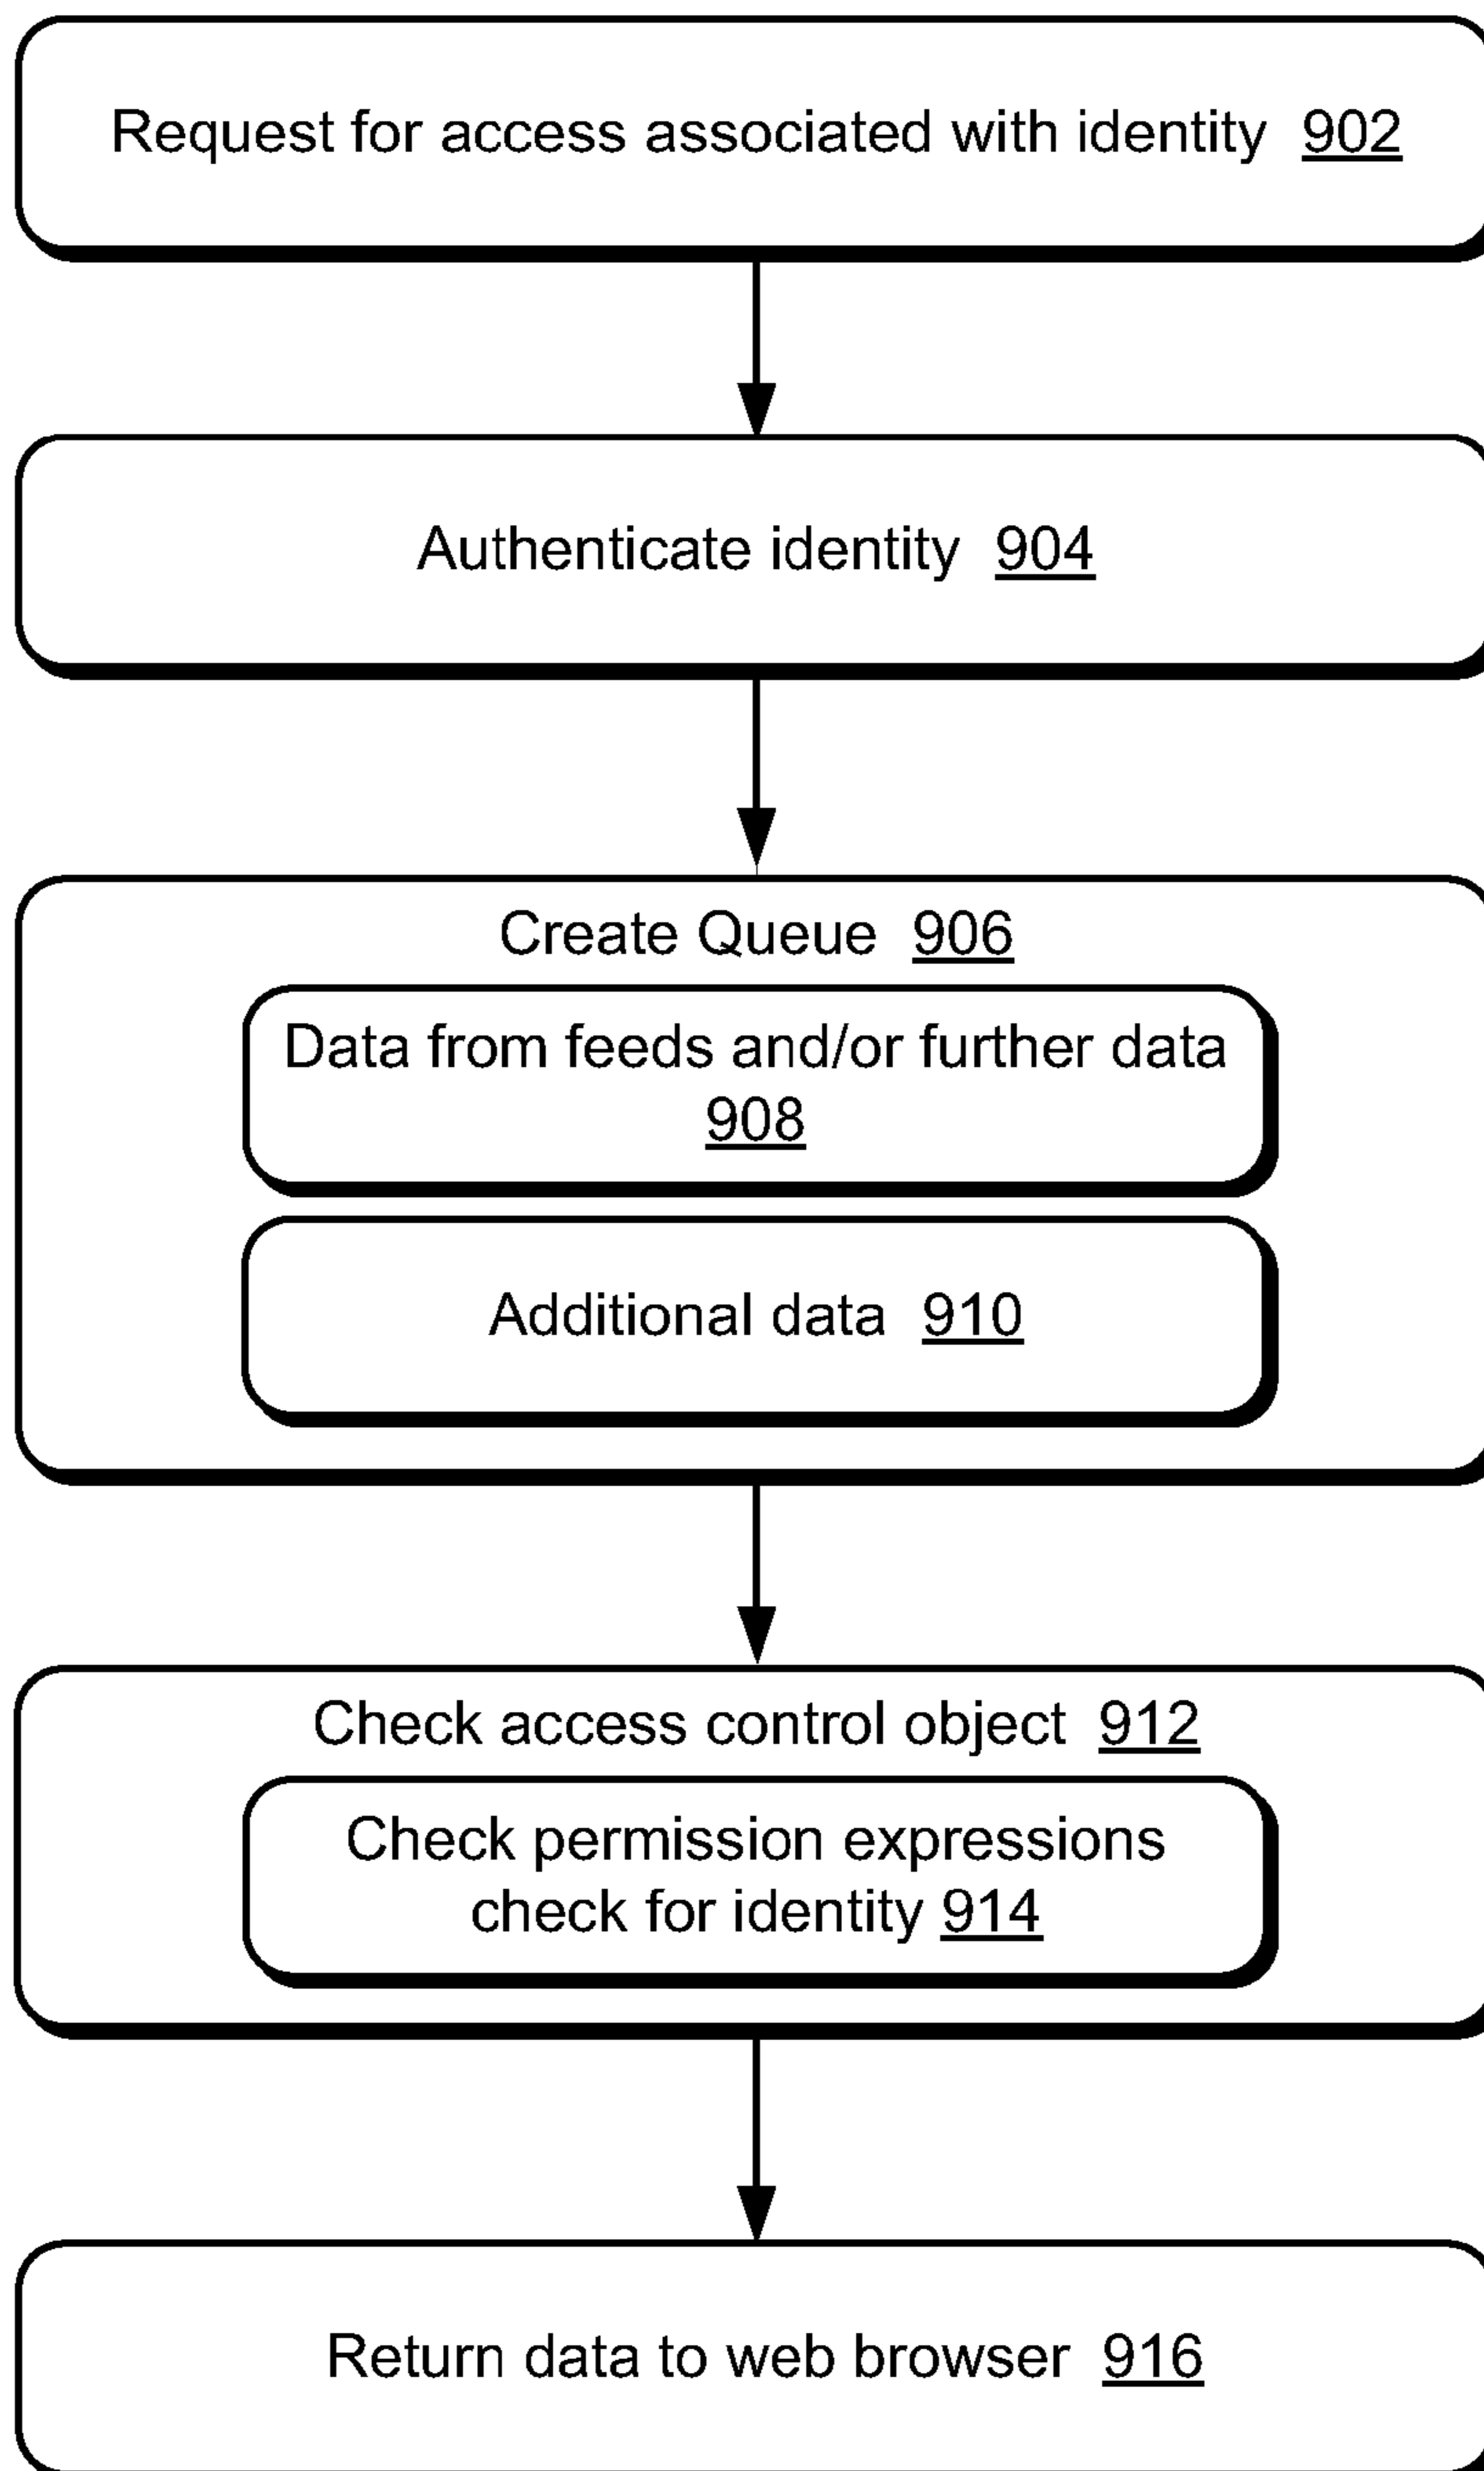 Request for access associated with identity 902
Authenticate identity 904
Create Queue 906
Data from feeds and/or further data
908
Additional data 910
Check access control object 912
Check permission expressions
check for identity 914
Return data to web browser 916